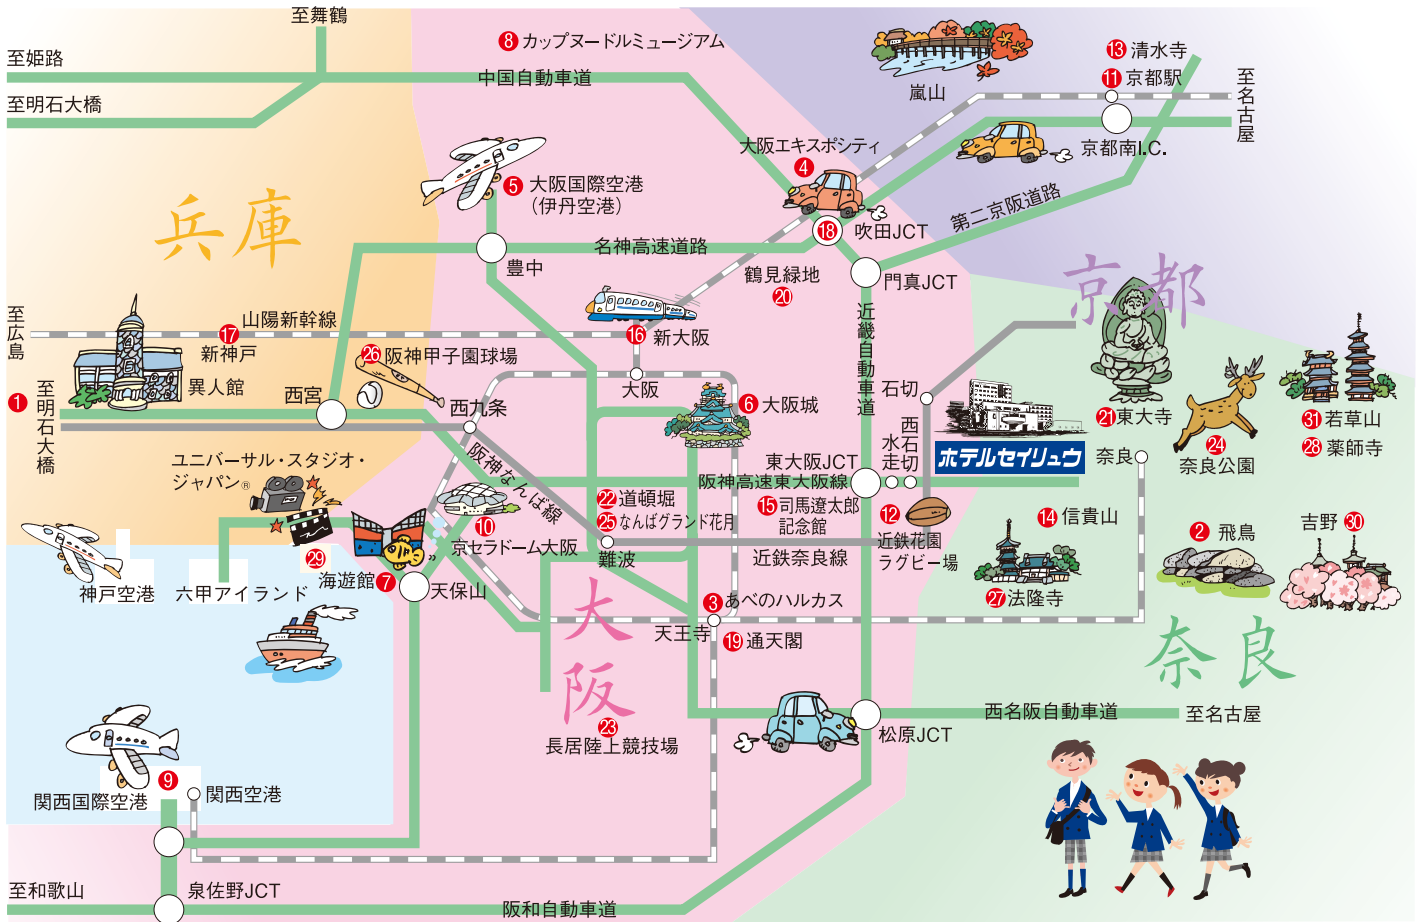 至舞鶴
至姫路
至明石大橋
中国自動車道
⑧ カップヌードルミュージアム
嵐山
⑬ 清水寺
⑪ 京都駅
至名古屋
京都南I.C.
大阪エキスポシティ
④
⑤ 大阪国際空港
(伊丹空港)
兵庫
第二京阪道路
⑱ 吹田JCT
名神高速道路
豊中
鶴見緑地
⑳
門真JCT
京都
至広島
山陽新幹線
⑰
新神戸
⑯ 新大阪
近畿自動車道
異人館
㉖ 阪神甲子園球場
大阪
石切
① 至明石大橋
西宮
西九条
⑥ 大阪城
西石切
水走
ホテルセイリュウ
㉑ 東大寺
㉔
奈良公園
㉛ 若草山
㉘ 薬師寺
奈良
ユニバーサル・スタジオ・
ジャパン®
阪神なんば線
東大阪JCT
阪神高速東大阪線
㉒ 道頓堀
㉕ なんばグランド花月
⑮ 司馬遼太郎
記念館
⑫
近鉄花園
ラグビー場
⑭ 信貴山
② 飛鳥
吉野 ㉚
⑩
京セラドーム大阪
難波
近鉄奈良線
㉙
海遊館 ⑦
天保山
神戸空港
六甲アイランド
㉗ 法隆寺
大阪
③ あべのハルカス
天王寺
⑲ 通天閣
奈良
㉓
長居陸上競技場
松原JCT
西名阪自動車道
至名古屋
⑨
関西国際空港
関西空港
至和歌山
泉佐野JCT
阪和自動車道